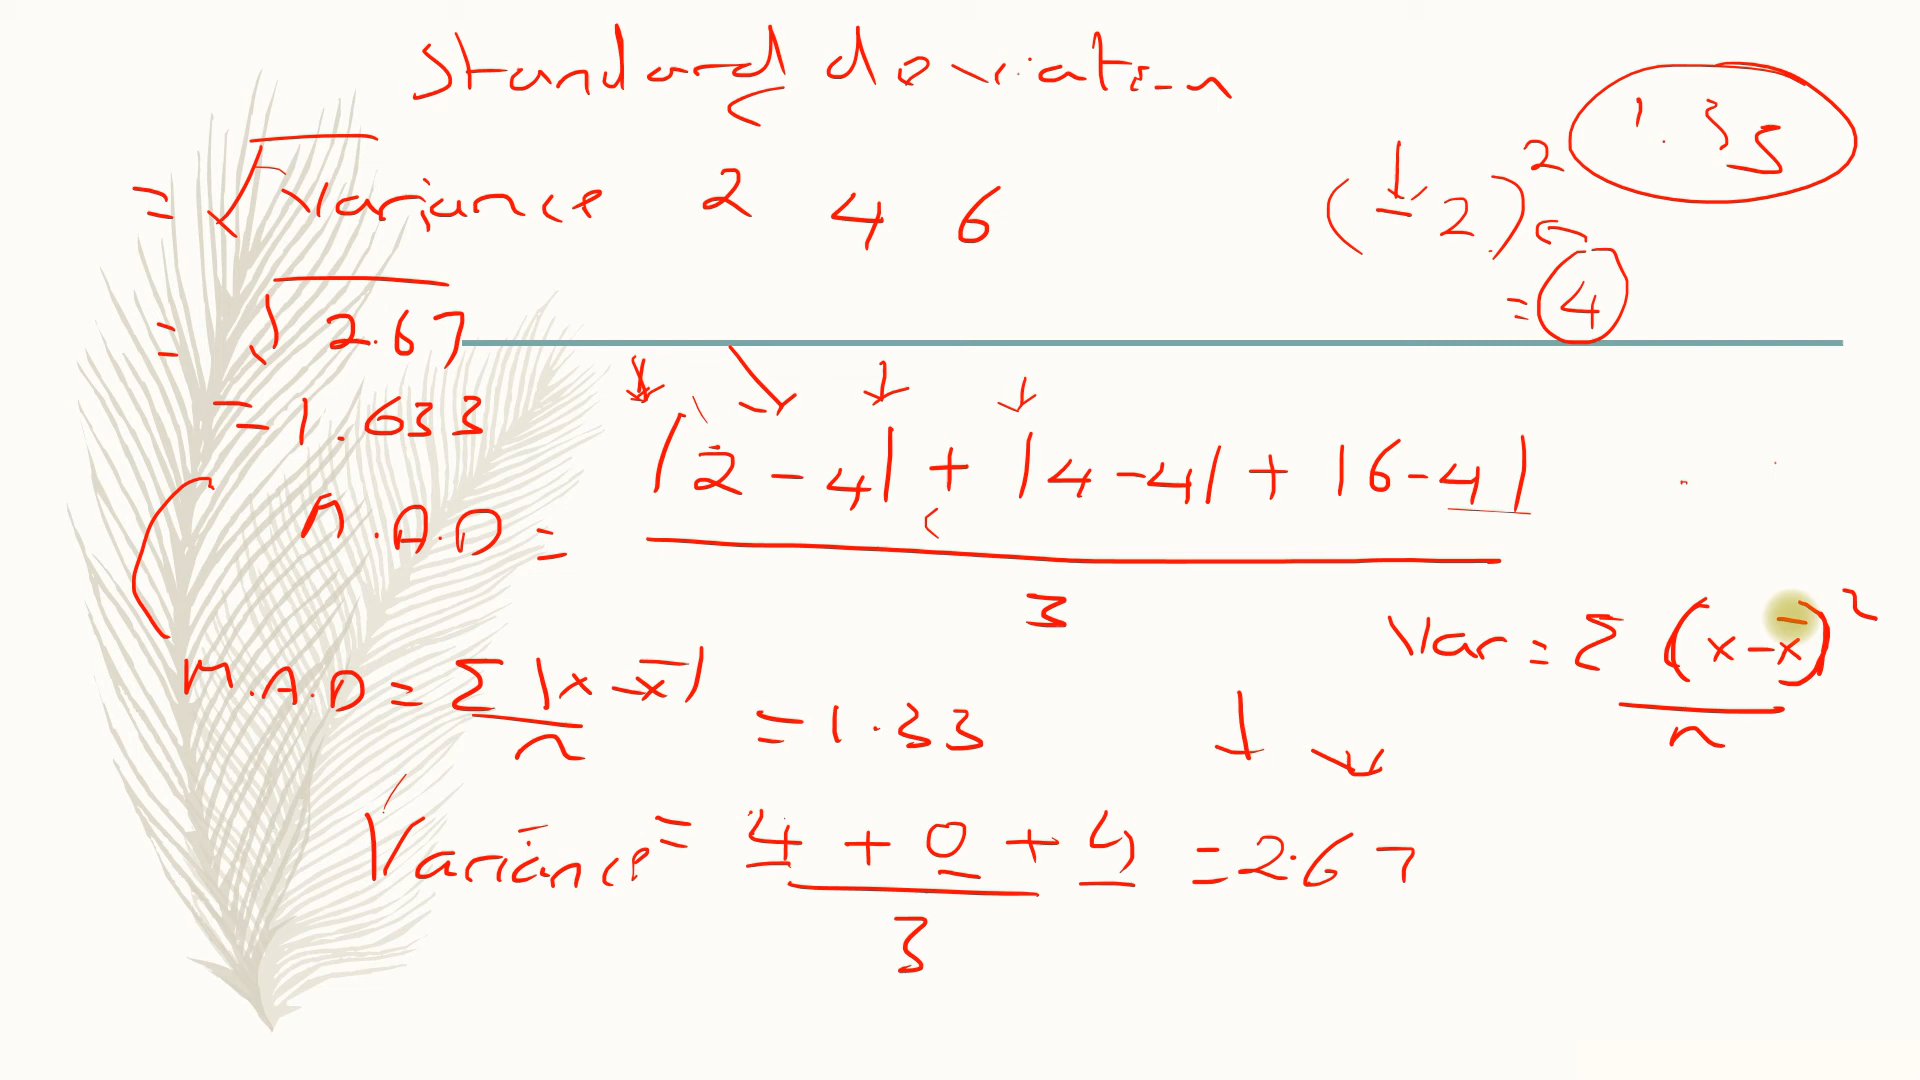 Standard deviation
1.35
= √Variance 2 4 6
(-2)²
= 4
= √2.67
= 1.633
|2 - 4| + |4 - 4| + |6 - 4|
M.A.D =
3
Var = Σ (x - x̄)²
n
M.A.D = Σ |x - x̄|
n
= 1.33
Variance = 4 + 0 + 4 = 2.67
3